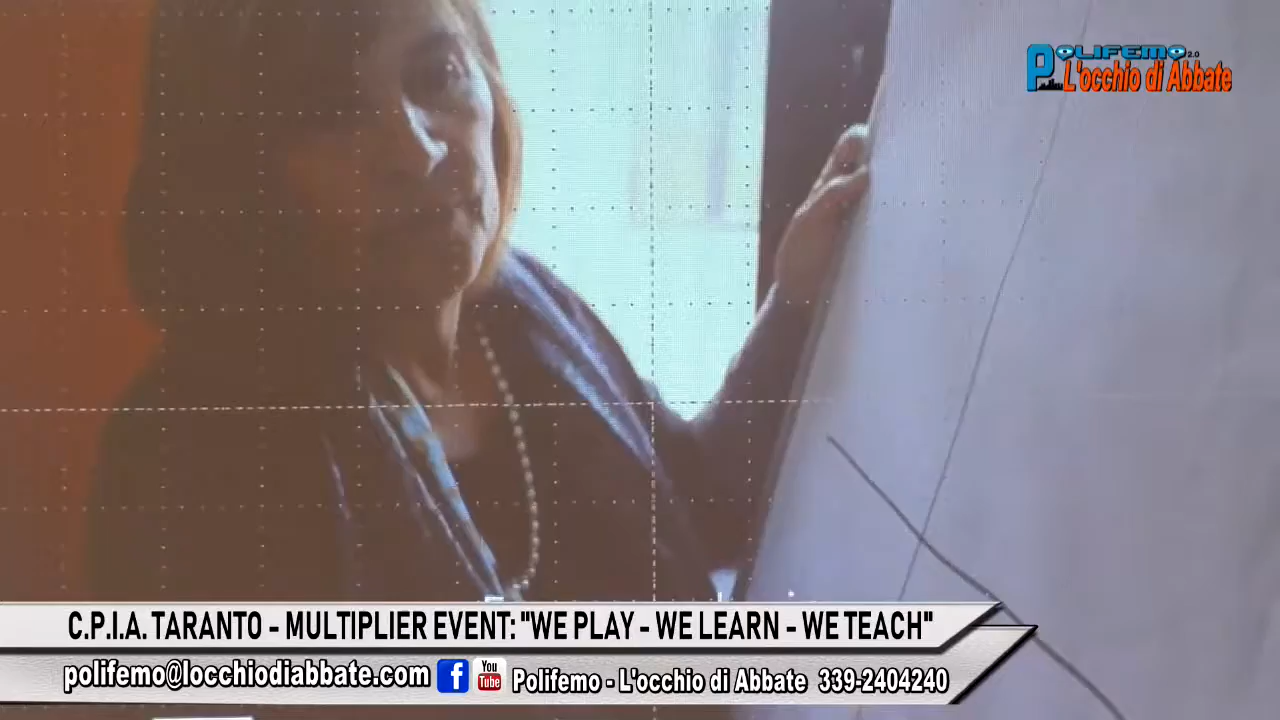 POLIFEMO 2.0
L'occhio di Abbate
C.P.I.A. TARANTO - MULTIPLIER EVENT: "WE PLAY - WE LEARN - WE TEACH"
polifemo@locchiodiabbate.com f You Tube Polifemo - L'occhio di Abbate 339-2404240